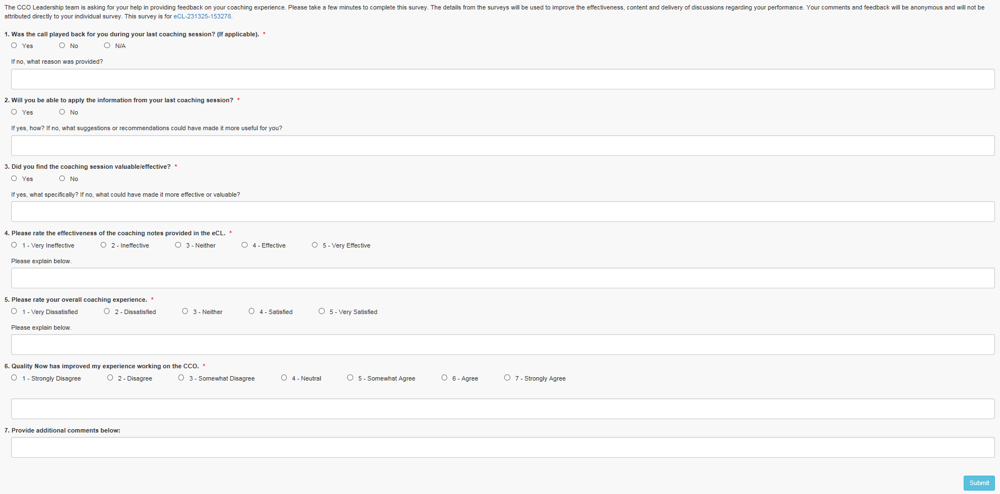 The CCO Leadership team is asking for your help in providing feedback on your coaching experience. Please take a few minutes to complete this survey. The details from the surveys will be used to improve the effectiveness, content and delivery of discussions regarding your performance. Your comments and feedback will be anonymous and will not be
attributed directly to your individual survey. This survey is for eCL-231325-153278.
1. Was the call played back for you during your last coaching session? (If applicable). *
Yes No N/A
If no, what reason was provided?
2. Will you be able to apply the information from your last coaching session? *
Yes No
If yes, how? If no, what suggestions or recommendations could have made it more useful for you?
3. Did you find the coaching session valuable/effective? *
Yes No
If yes, what specifically? If no, what could have made it more effective or valuable?
4. Please rate the effectiveness of the coaching notes provided in the eCL. *
1 - Very Ineffective 2 - Ineffective 3 - Neither 4 - Effective 5 - Very Effective
Please explain below.
5. Please rate your overall coaching experience. *
1 - Very Dissatisfied 2 - Dissatisfied 3 - Neither 4 - Satisfied 5 - Very Satisfied
Please explain below.
6. Quality Now has improved my experience working on the CCO. *
1 - Strongly Disagree 2 - Disagree 3 - Somewhat Disagree 4 - Neutral 5 - Somewhat Agree 6 - Agree 7 - Strongly Agree
7. Provide additional comments below:
Submit